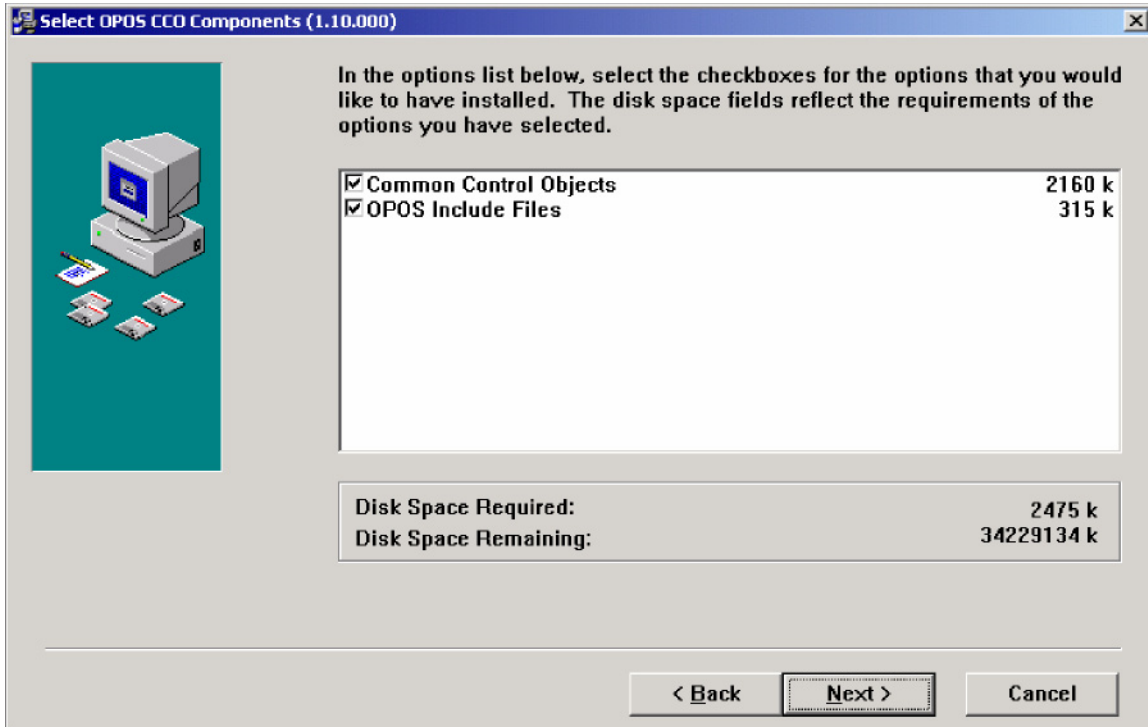 Select OPOS CCO Components (1.10.000)
In the options list below, select the checkboxes for the options that you would
like to have installed. The disk space fields reflect the requirements of the
options you have selected.
Common Control Objects 2160 k
OPOS Include Files 315 k
Disk Space Required: 2475 k
Disk Space Remaining: 34229134 k
< Back Next > Cancel